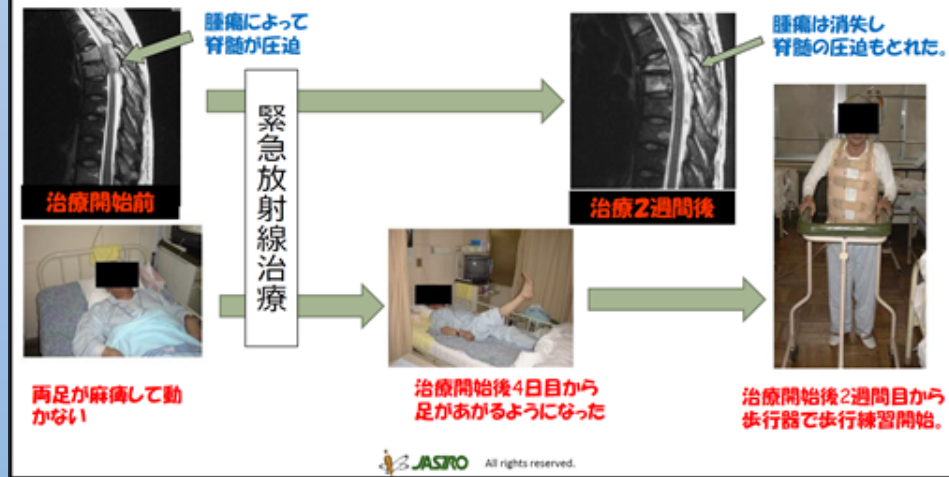 腫瘍によって
脊髄が圧迫
腫瘍は消失し
脊髄の圧迫もとれた。
緊急放射線治療
治療開始前
治療2週間後
両足が麻痺して動
かない
治療開始後4日目から
足があがるようになった
治療開始後2週間目から
歩行器で歩行練習開始。
JASTRO All rights reserved.